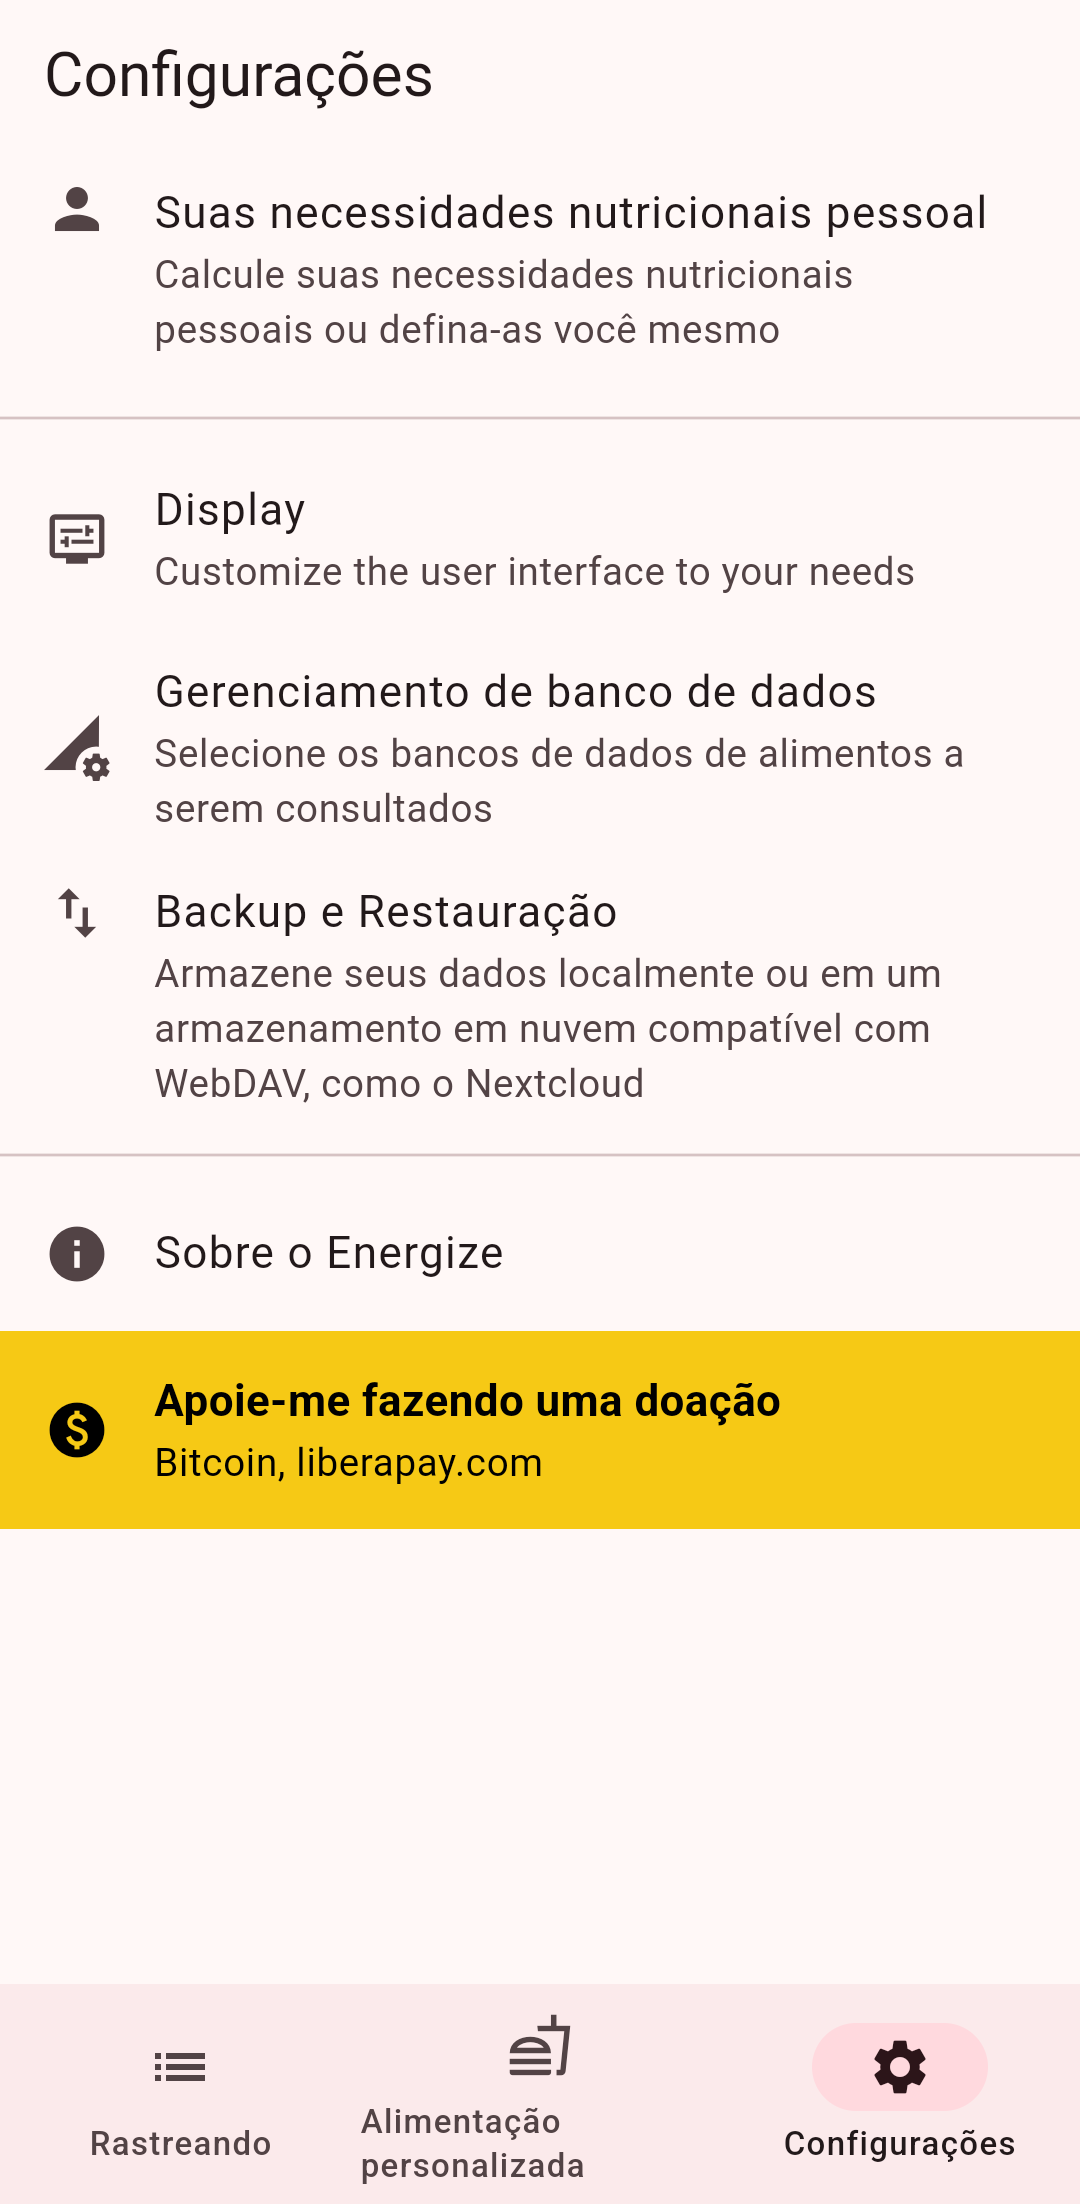 Configurações
Suas necessidades nutricionais pessoal
Calcule suas necessidades nutricionais
pessoais ou defina-as você mesmo
Display
Customize the user interface to your needs
Gerenciamento de banco de dados
Selecione os bancos de dados de alimentos a
serem consultados
Backup e Restauração
Armazene seus dados localmente ou em um
armazenamento em nuvem compatível com
WebDAV, como o Nextcloud
Sobre o Energize
Apoie-me fazendo uma doação
Bitcoin, liberapay.com
Rastreando
Alimentação
personalizada
Configurações